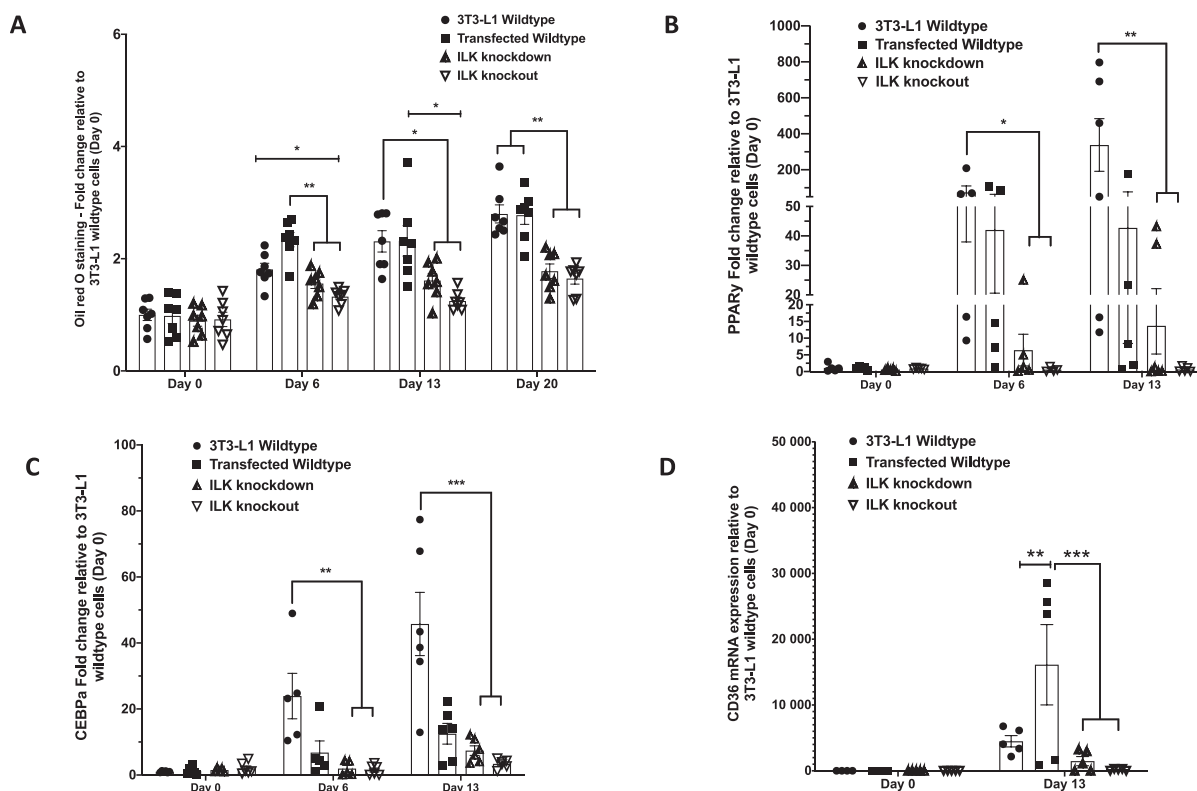 A
Oil red O staining - Fold change relative to
3T3-L1 wildtype cells (Day 0)
6
4
2
0
3T3-L1 Wildtype
Transfected Wildtype
ILK knockdown
ILK knockout
*
**
*
*
**
Day 0
Day 6
Day 13
Day 20
B
PPARγ Fold change relative to 3T3-L1
wildtype cells (Day 0)
1000
800
600
400
200
50
40
30
20
20
15
10
5
0
3T3-L1 Wildtype
Transfected Wildtype
ILK knockdown
ILK knockout
*
**
Day 0
Day 6
Day 13
C
CEBPa Fold change relative to 3T3-L1
wildtype cells (Day 0)
100
80
60
40
20
0
3T3-L1 Wildtype
Transfected Wildtype
ILK knockdown
ILK knockout
**
***
Day 0
Day 6
Day 13
D
CD36 mRNA expression relative to
3T3-L1 wildtype cells (Day 0)
50 000
40 000
30 000
20 000
10 000
0
3T3-L1 Wildtype
Transfected Wildtype
ILK knockdown
ILK knockout
**
***
Day 0
Day 13